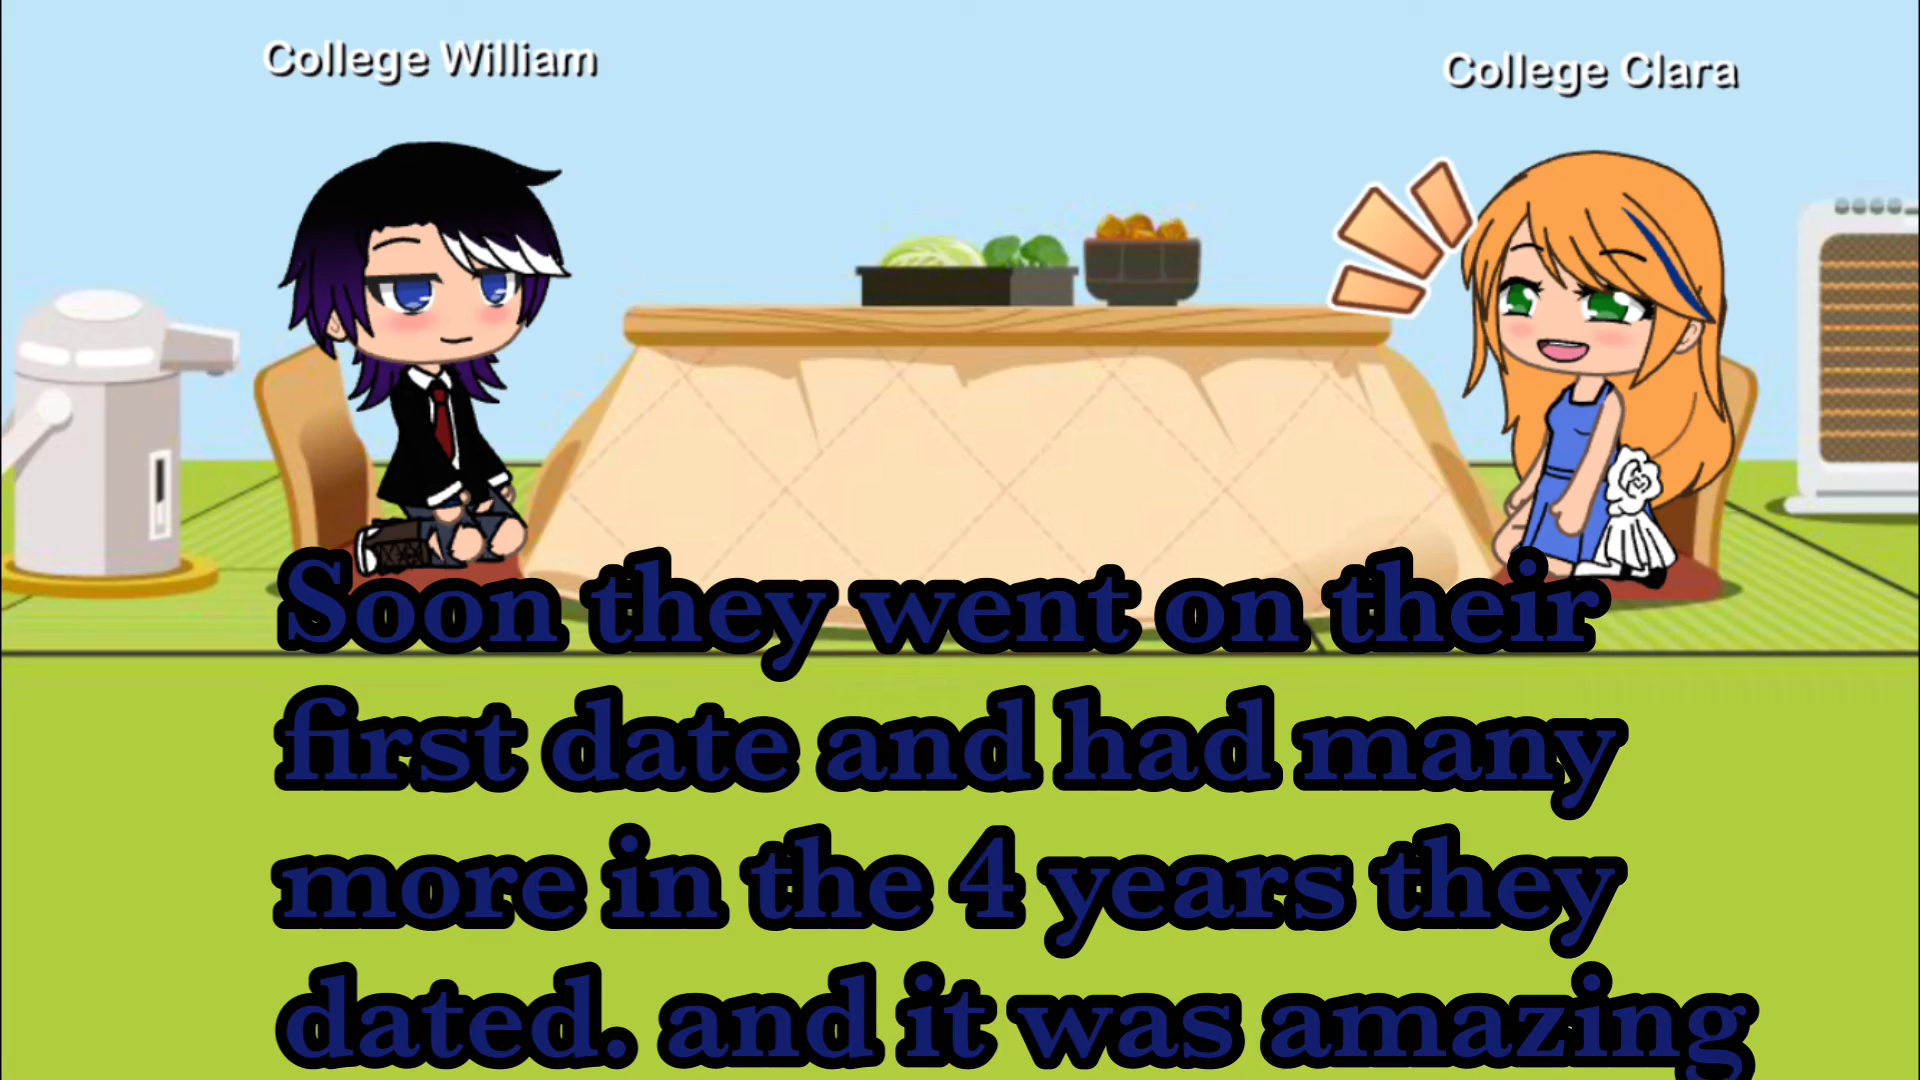 College William
College Clara
Soon they went on their
first date and had many
more in the 4 years they
dated. and it was amazing